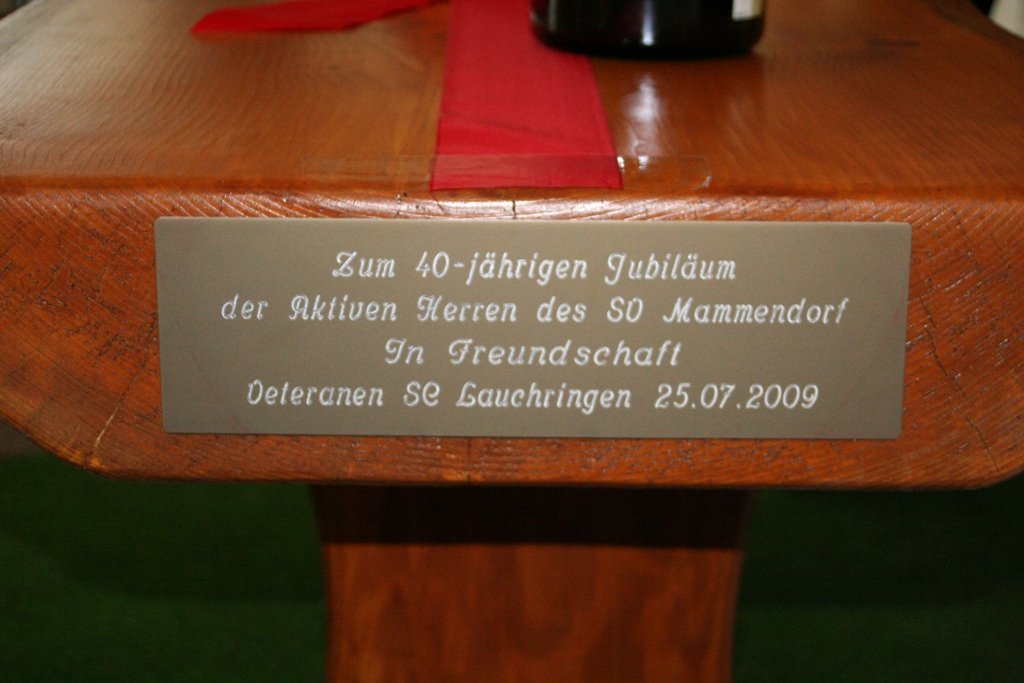 Zum 40-jährigen Jubiläum
der Aktiven Herren des SV Mammendorf
In Freundschaft
Veteranen SC Lauchringen 25.07.2009